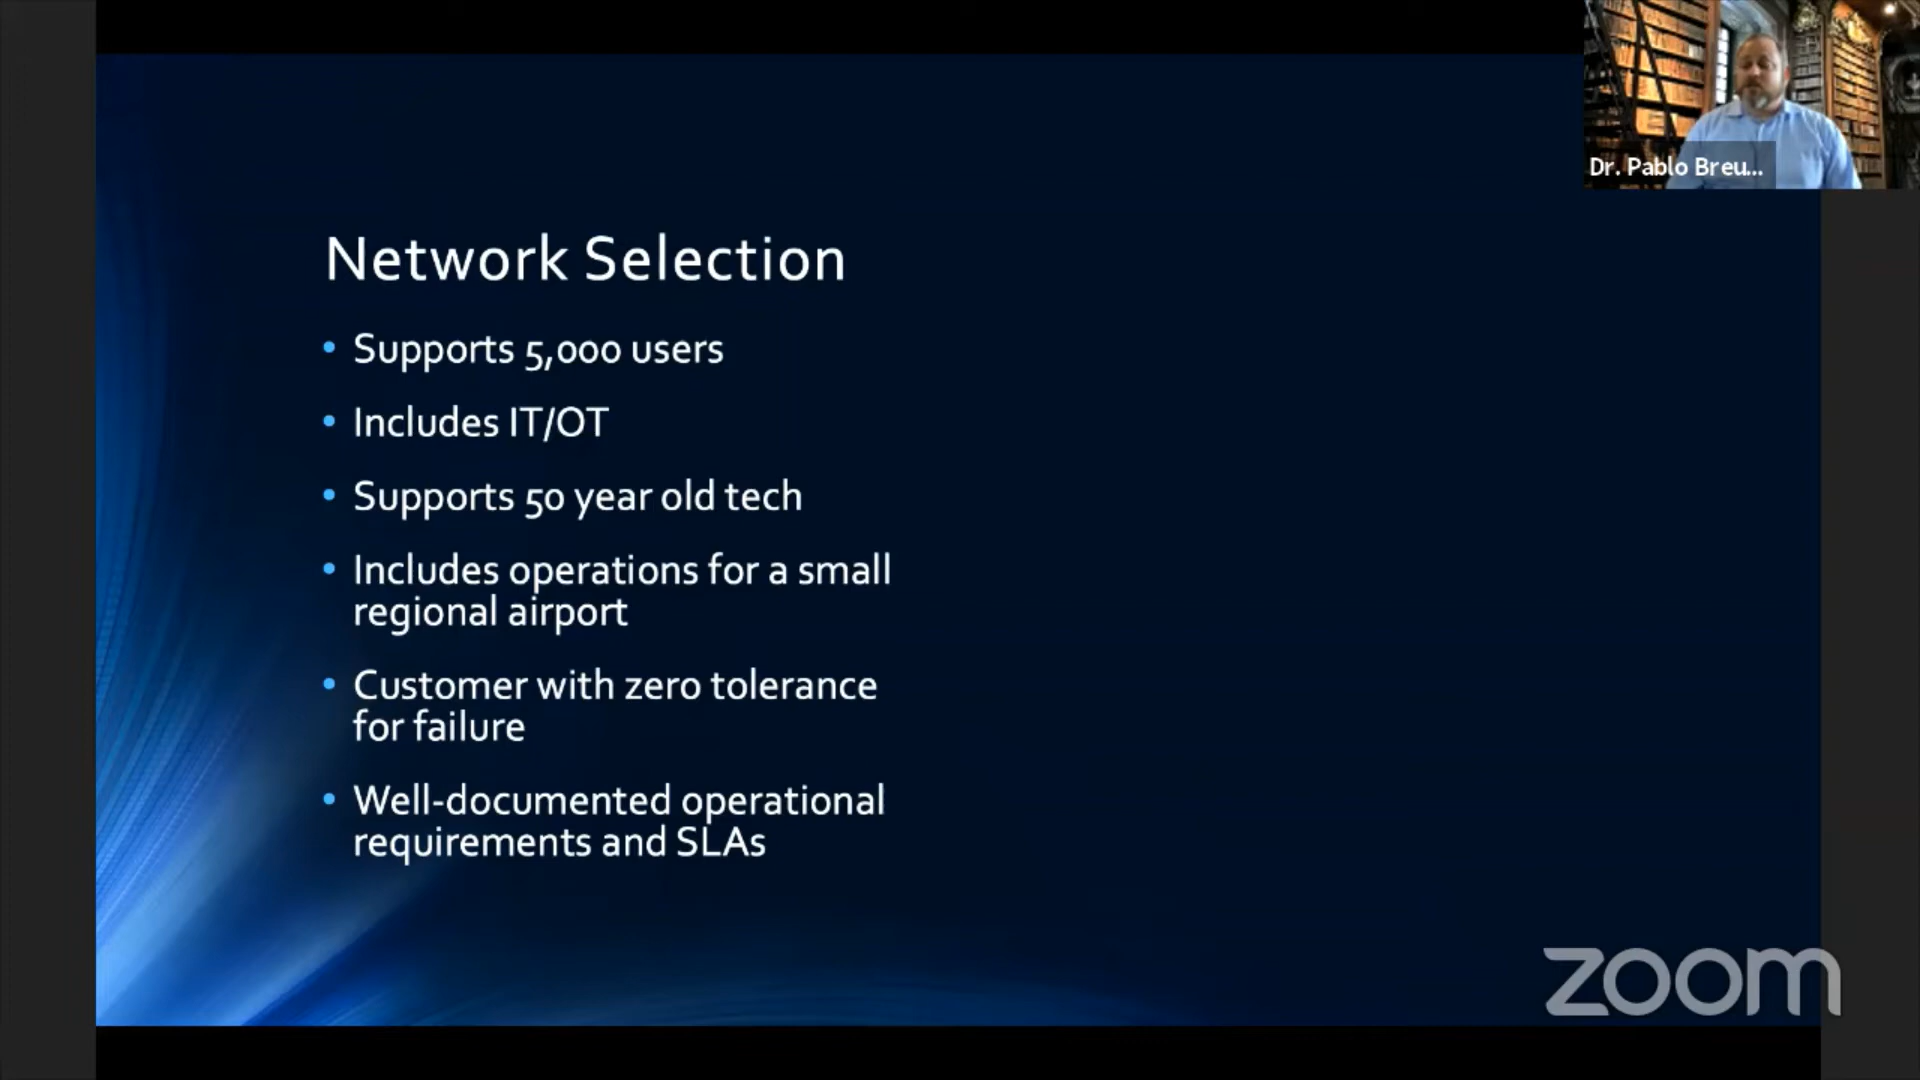 Dr. Pablo Breu...
Network Selection
• Supports 5,000 users
• Includes IT/OT
• Supports 50 year old tech
• Includes operations for a small
regional airport
• Customer with zero tolerance
for failure
• Well-documented operational
requirements and SLAs
zoom